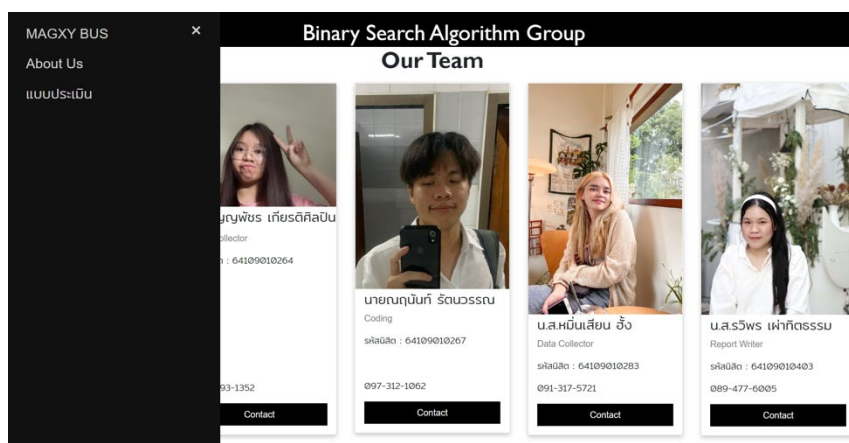 MAGXY BUS ×
About Us
แบบประเมิน
Binary Search Algorithm Group
Our Team
ญพัชร เกียรติศิลปิน
ollector
: 64109010264
93-1352
Contact
นายณฤนันท์ รัตนวรรณ
Coding
รหัสนิสิต : 64109010267
097-312-1062
Contact
น.ส.หมิ่นเสียน ฮั้ง
Data Collector
รหัสนิสิต : 64109010283
091-317-5721
Contact
น.ส.รวิพร เผ่าทิตธรรม
Report Writer
รหัสนิสิต : 64109010403
089-477-6005
Contact